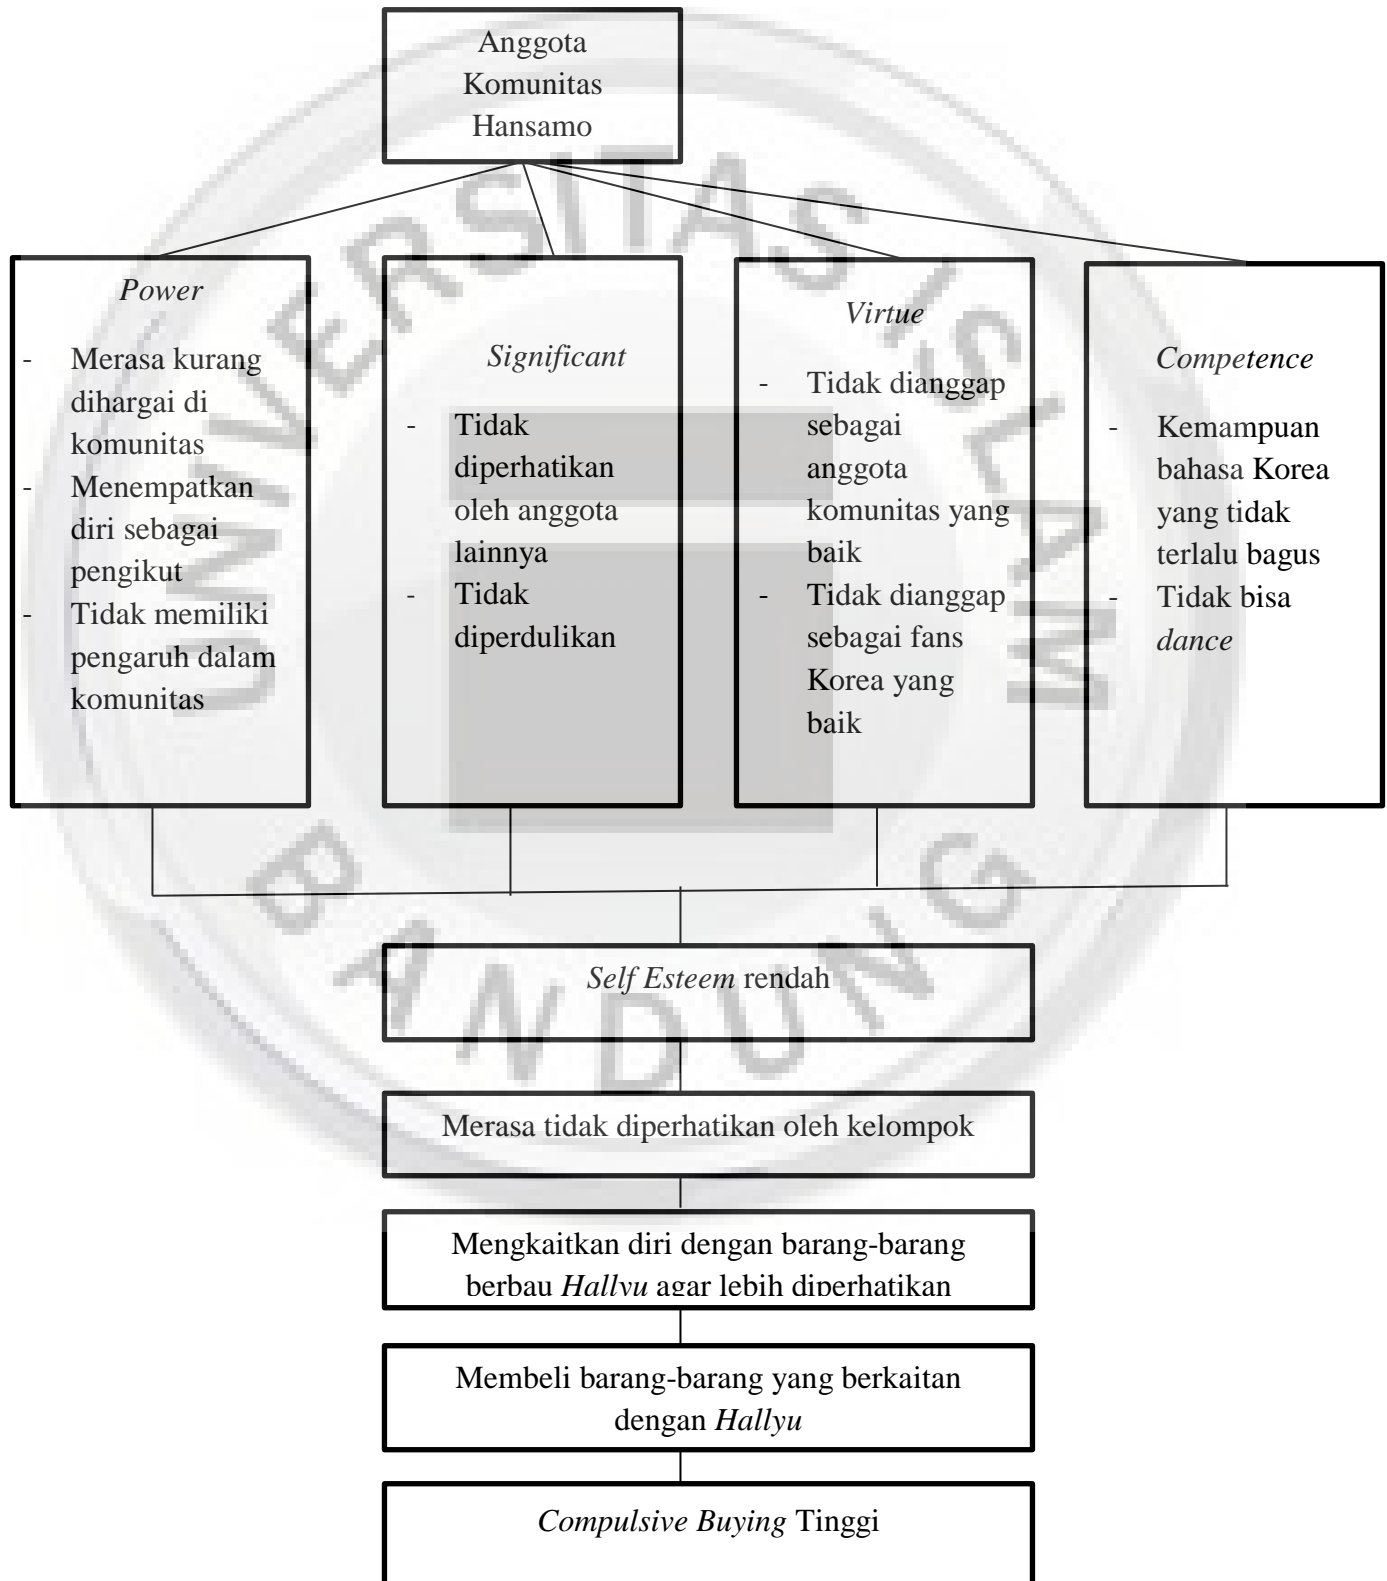 Anggota
Komunitas
Hansamo
Power
- Merasa kurang
dihargai di
komunitas
- Menempatkan
diri sebagai
pengikut
- Tidak memiliki
pengaruh dalam
komunitas
Significant
- Tidak
diperhatikan
oleh anggota
lainnya
- Tidak
diperdulikan
Virtue
- Tidak dianggap
sebagai
anggota
komunitas yang
baik
- Tidak dianggap
sebagai fans
Korea yang
baik
Competence
- Kemampuan
bahasa Korea
yang tidak
terlalu bagus
- Tidak bisa
dance
Self Esteem rendah
Merasa tidak diperhatikan oleh kelompok
Mengkaitkan diri dengan barang-barang
berbau Hallyu agar lebih diperhatikan
Membeli barang-barang yang berkaitan
dengan Hallyu
Compulsive Buying Tinggi
UNIVERSITAS ISLAM
BANDUNG